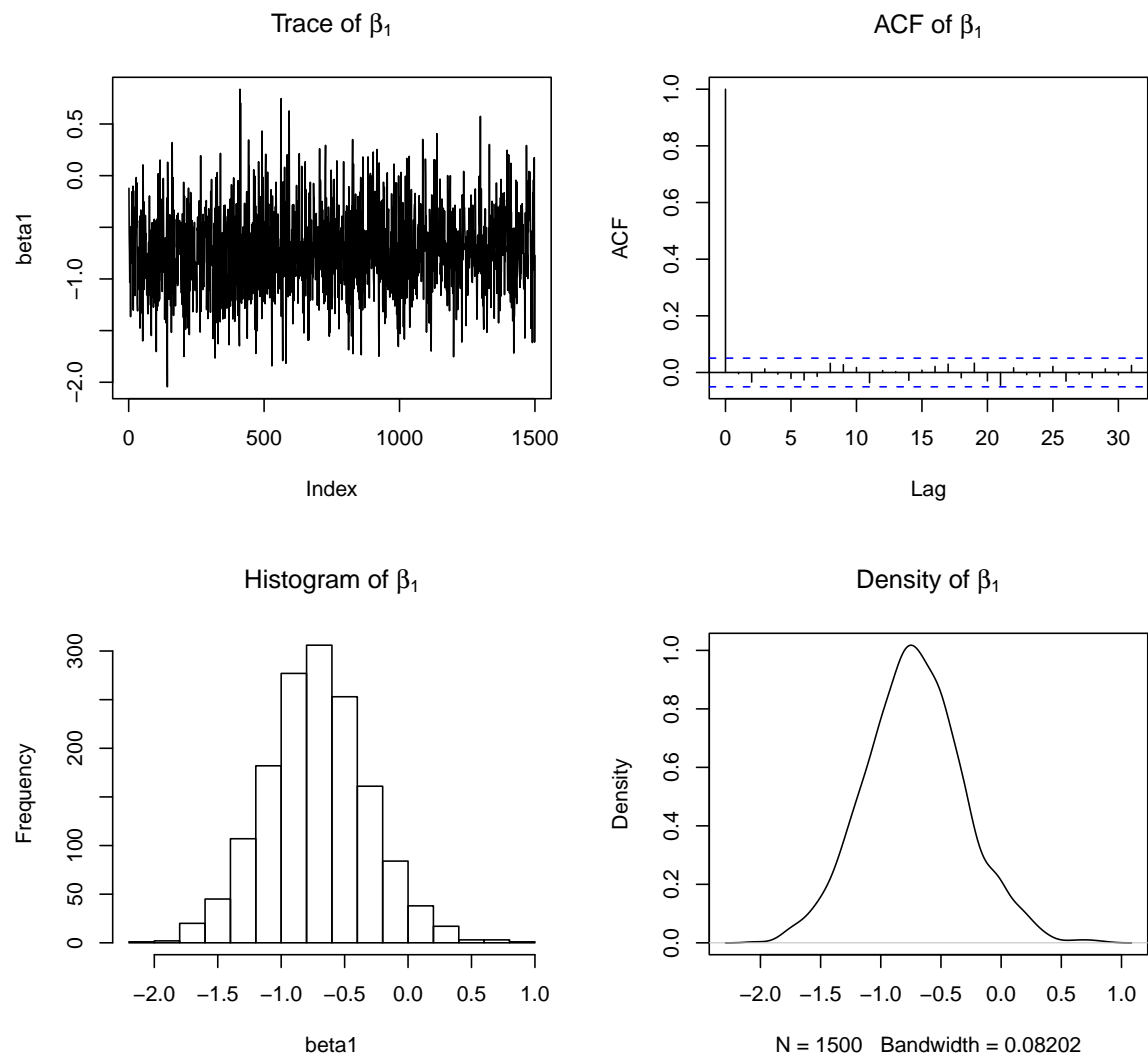 Trace of β1
beta1
−2.0 −1.0 0.0 0.5
0 500 1000 1500
Index
ACF of β1
ACF
0.0 0.2 0.4 0.6 0.8 1.0
0 5 10 15 20 25 30
Lag
Histogram of β1
Frequency
0 50 100 200 300
−2.0 −1.5 −1.0 −0.5 0.0 0.5 1.0
beta1
Density of β1
Density
0.0 0.2 0.4 0.6 0.8 1.0
−2.0 −1.5 −1.0 −0.5 0.0 0.5 1.0
N = 1500 Bandwidth = 0.08202